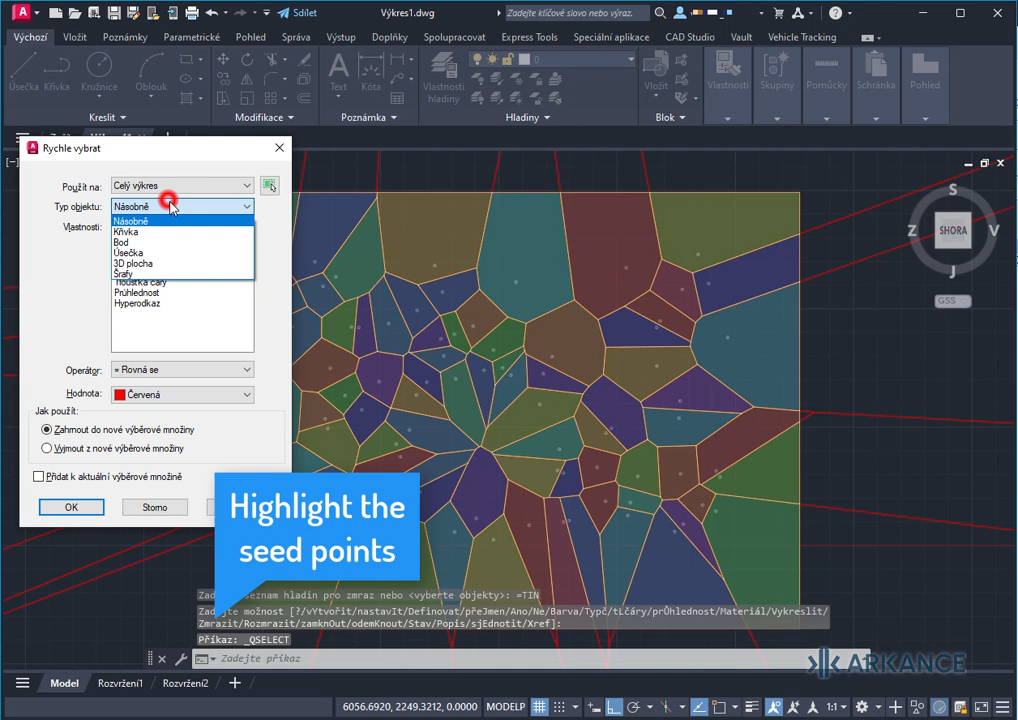 Sdílet
Výkres1.dwg
Zadejte klíčové slovo nebo výraz.
Výchozí
Vložit
Poznámky
Parametrické
Pohled
Správa
Výstup
Doplňky
Spolupracovat
Express Tools
Speciální aplikace
CAD Studio
Vault
Vehicle Tracking
Úsečka
Křivka
Kružnice
Oblouk
Text
Kóta
Vlastnosti
hladiny
0
Vložit
Vlastnosti
Skupiny
Pomůcky
Schránka
Pohled
Kreslit
Modifikace
Poznámka
Hladiny
Blok
Rychle vybrat
Použít na:
Celý výkres
Typ objektu:
Násobně
Vlastnosti:
Násobně
Křivka
Bod
Úsečka
3D plocha
Šrafy
Tloušťka čáry
Průhlednost
Hyperodkaz
Operátor:
= Rovná se
Hodnota:
Červená
Jak použít:
Zahrnout do nové výběrové množiny
Vyjmout z nové výběrové množiny
Přidat k aktuální výběrové množině
OK
Storno
S
Z
SHORA
V
J
GSS
Highlight the
seed points
seznam hladin pro zmraz nebo <vyberte objekty>: =TIN
Zadejte možnost [?/vYtvořit/nastavIt/Definovat/přeJmen/Ano/Ne/Barva/Typč/tLčáry/prŮhlednost/Materiál/Vykreslit/
Zmrazit/Rozmrazit/zamknOut/odemKnout/Stav/Popis/sjEdnotit/Xref]:
Příkaz: _QSELECT
Zadejte příkaz
ARKANCE
Model
Rozvržení1
Rozvržení2
6056.6920, 2249.3212, 0.0000
MODELP
1:1